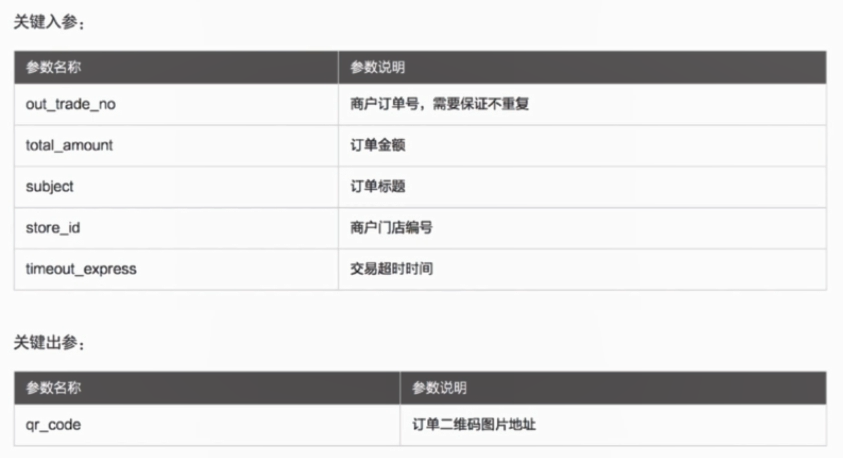 关键入参：
参数名称 参数说明
out_trade_no 商户订单号，需要保证不重复
total_amount 订单金额
subject 订单标题
store_id 商户门店编号
timeout_express 交易超时时间
关键出参：
参数名称 参数说明
qr_code 订单二维码图片地址